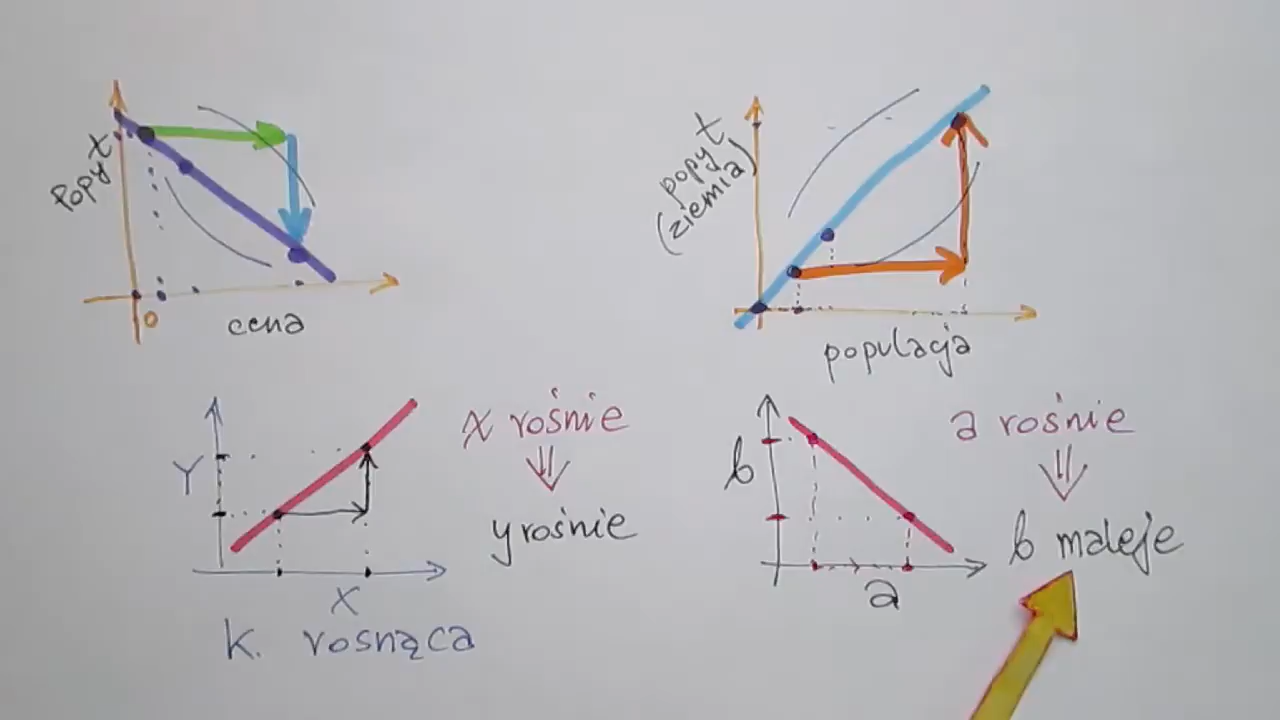 Popyt
0
cena
popyt
(ziemia)
populacja
Y
X
k. rosnąca
x rośnie
⇓
y rośnie
b
a
a rośnie
⇓
b maleje